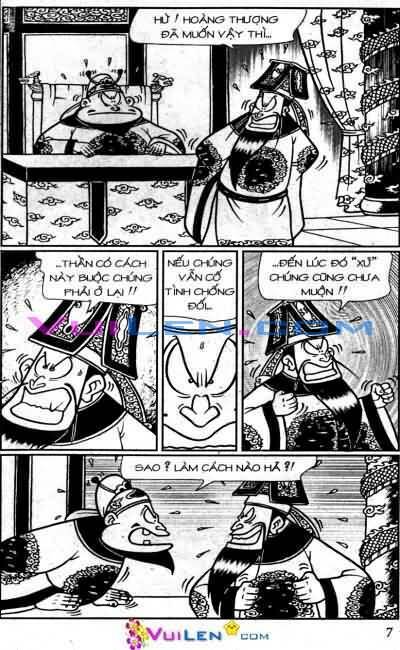 HỪ ! HOÀNG THƯỢNG
ĐÃ MUỐN VẬY THÌ...
...THẦN CÓ CÁCH
NÀY BUỘC CHÚNG
PHẢI Ở LẠI !!
NẾU CHÚNG
VẪN CỐ
TÌNH CHỐNG
ĐỐI...
...ĐẾN LÚC ĐÓ "XỬ"
CHÚNG CŨNG CHƯA
MUỘN !!
VuiLen.com
SAO ? LÀM CÁCH NÀO HẢ ?!
7
VuiLen.com